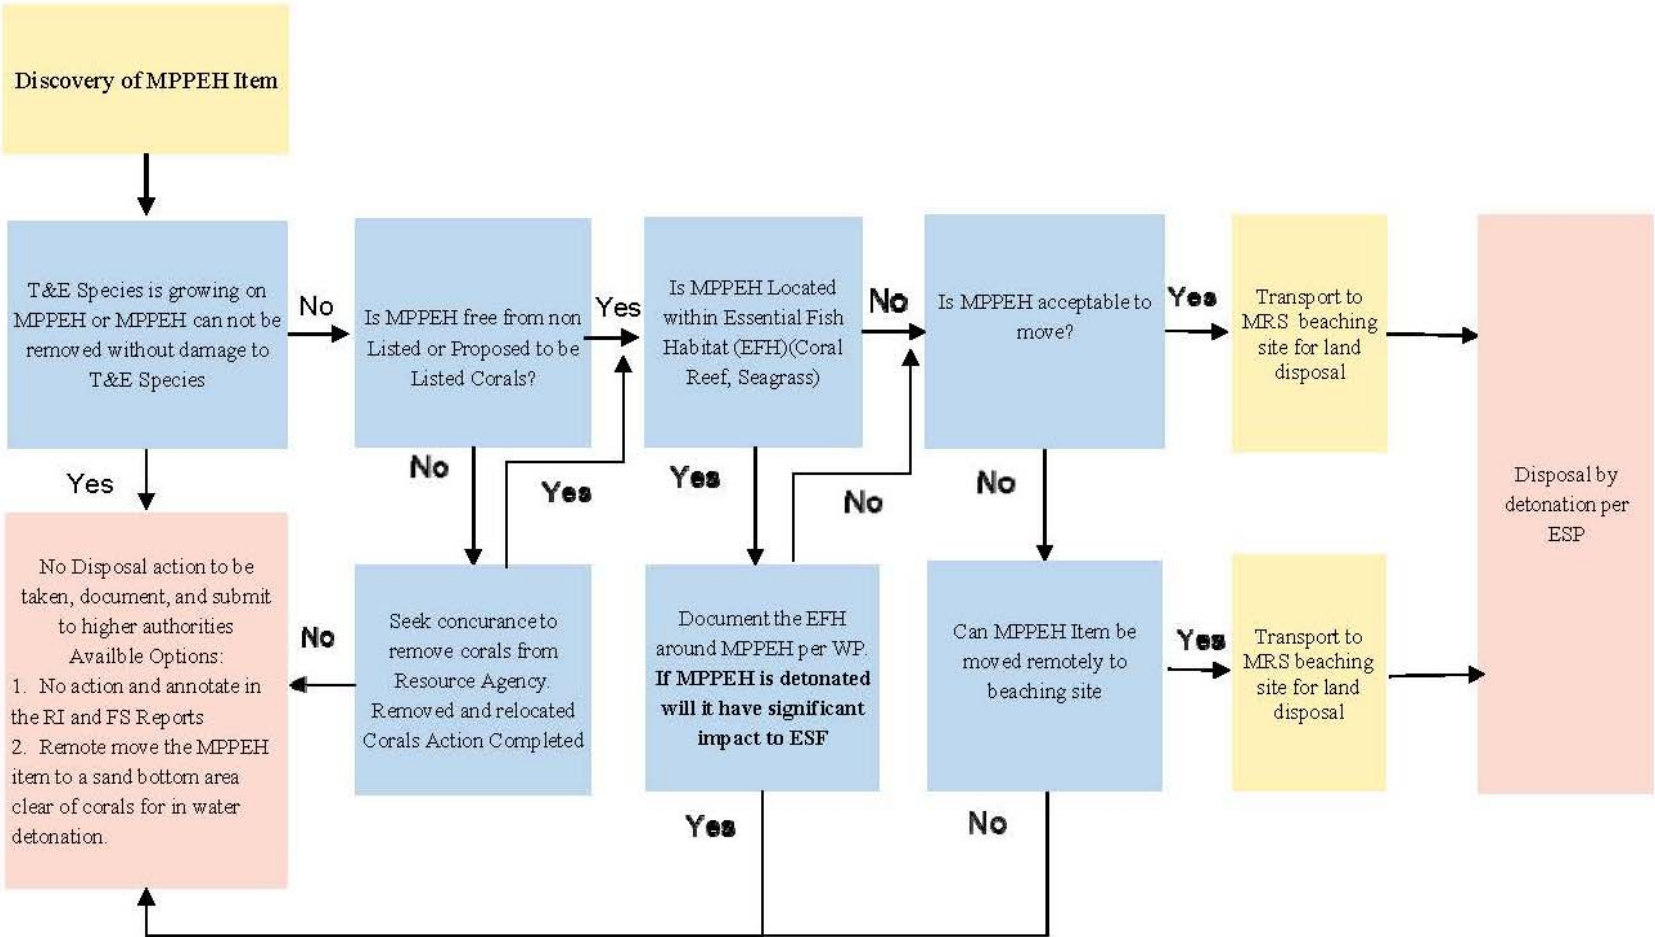 Discovery of MPPEH Item
T&E Species is growing on
MPPEH or MPPEH can not be
removed without damage to
T&E Species
No
Is MPPEH free from non
Listed or Proposed to be
Listed Corals?
Yes
Is MPPEH Located
within Essential Fish
Habitat (EFH)(Coral
Reef, Seagrass)
No
Is MPPEH acceptable to
move?
Yes
Transport to
MRS beaching
site for land
disposal
Disposal by
detonation per
ESP
Yes
No
Yes
Yes
No
No
No Disposal action to be
taken, document, and submit
to higher authorities
Availble Options:
1. No action and annotate in
the RI and FS Reports
2. Remote move the MPPEH
item to a sand bottom area
clear of corals for in water
detonation.
No
Seek concurance to
remove corals from
Resource Agency.
Removed and relocated
Corals Action Completed
Document the EFH
around MPPEH per WP.
If MPPEH is detonated
will it have significant
impact to ESF
Can MPPEH Item be
moved remotely to
beaching site
Yes
Transport to
MRS beaching
site for land
disposal
Yes
No